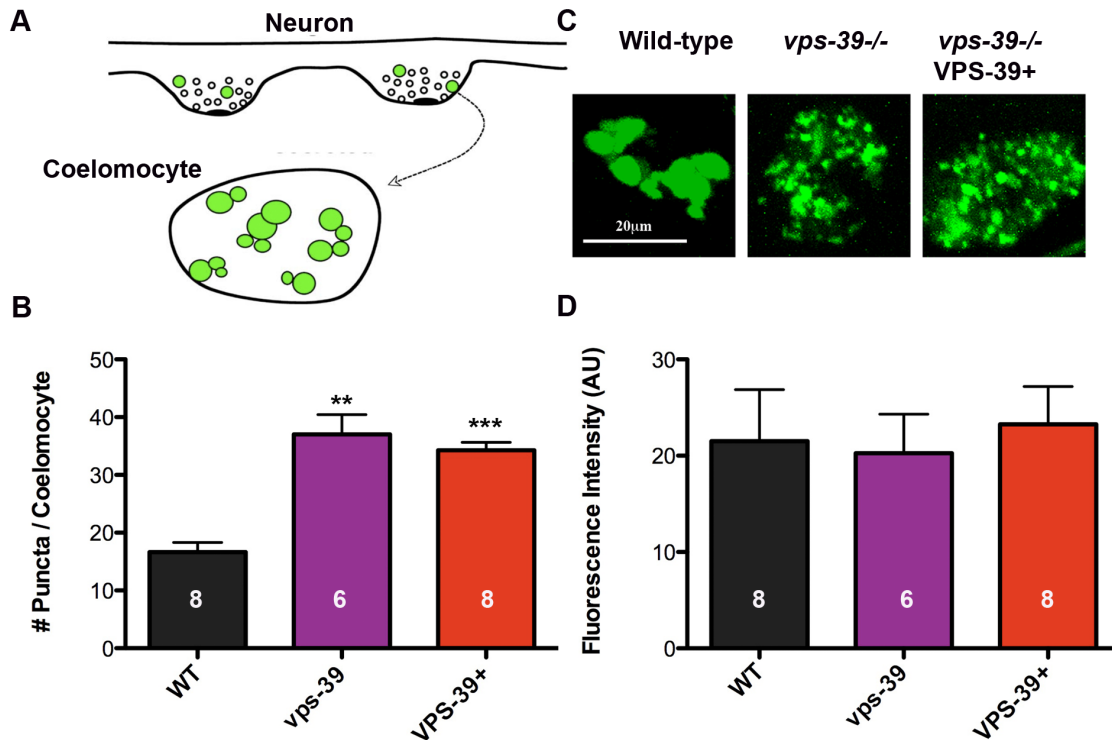 A
Neuron
Coelomocyte
C
Wild-type
vps-39-/-
vps-39-/-
VPS-39+
20μm
B
# Puncta / Coelomocyte
50
40
30
20
10
0
**
***
8
6
8
WT
vps-39
VPS-39+
D
Fluorescence Intensity (AU)
30
20
10
0
8
6
8
WT
vps-39
VPS-39+